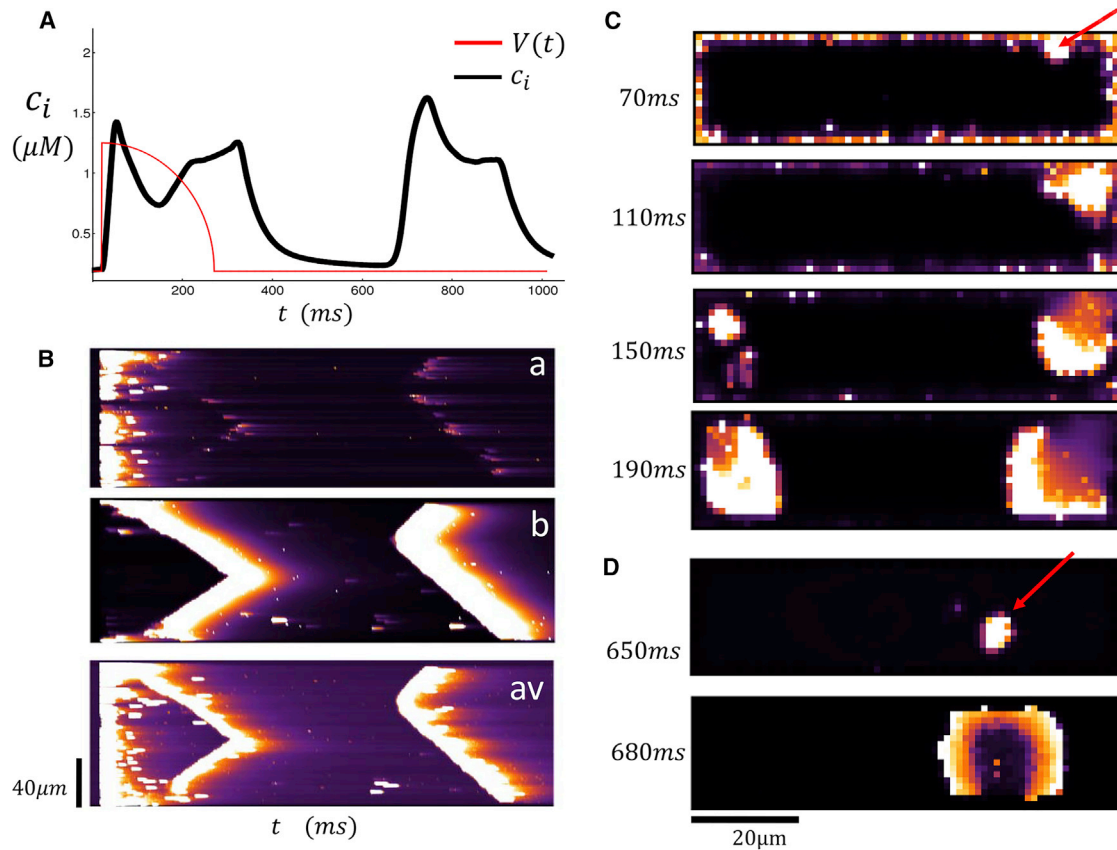 A
2
1.5
1
0.5
c_i
(μM)
V(t)
c_i
200
400
600
800
1000
t (ms)
B
a
b
av
40μm
t (ms)
C
70ms
110ms
150ms
190ms
D
650ms
680ms
20μm